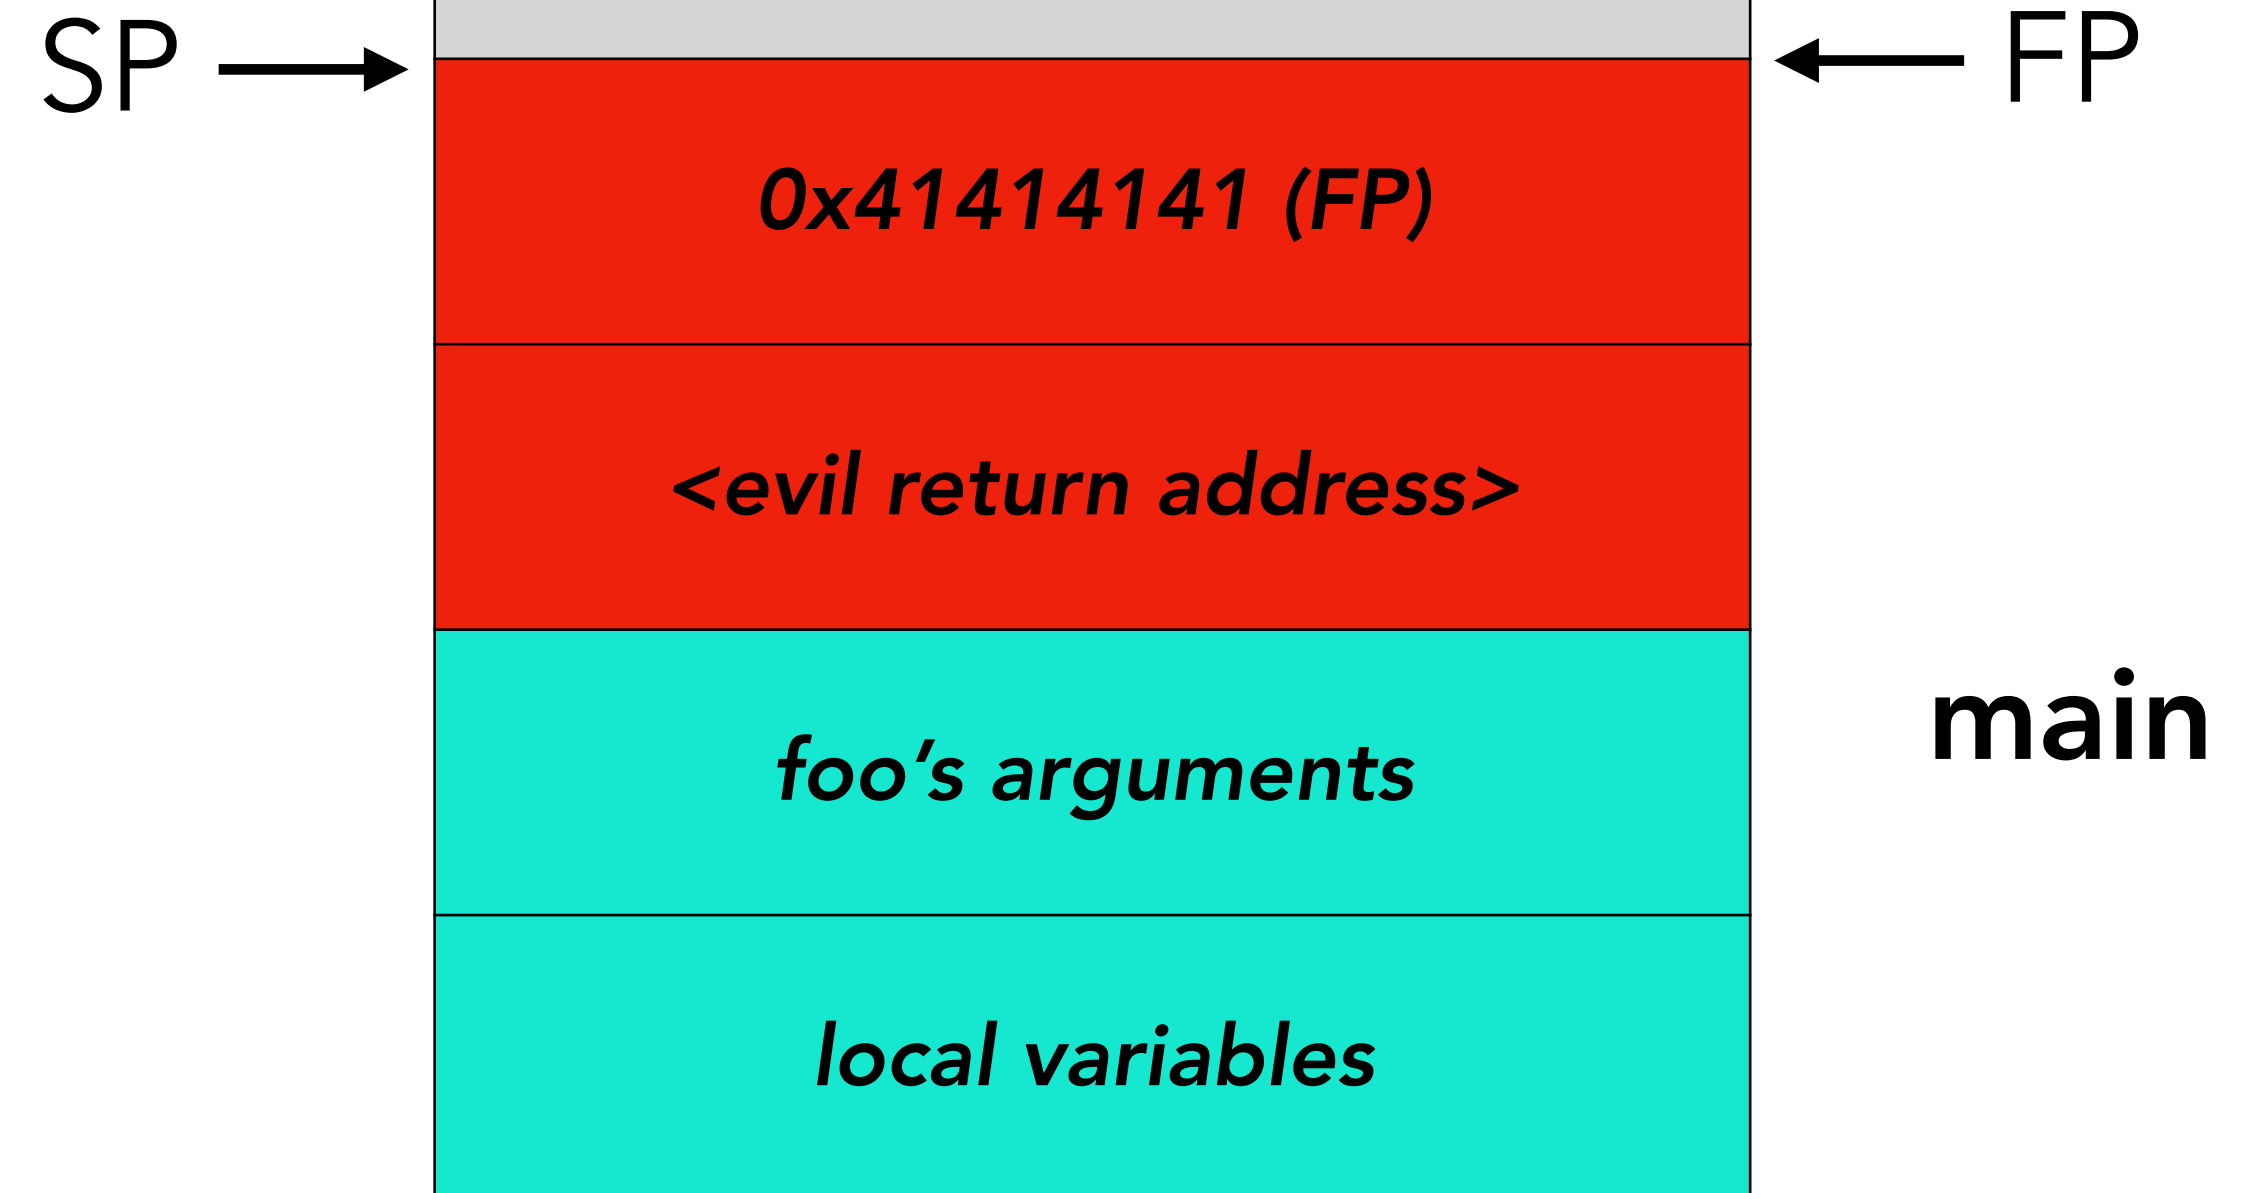 SP
FP
0x41414141 (FP)
<evil return address>
foo’s arguments
main
local variables